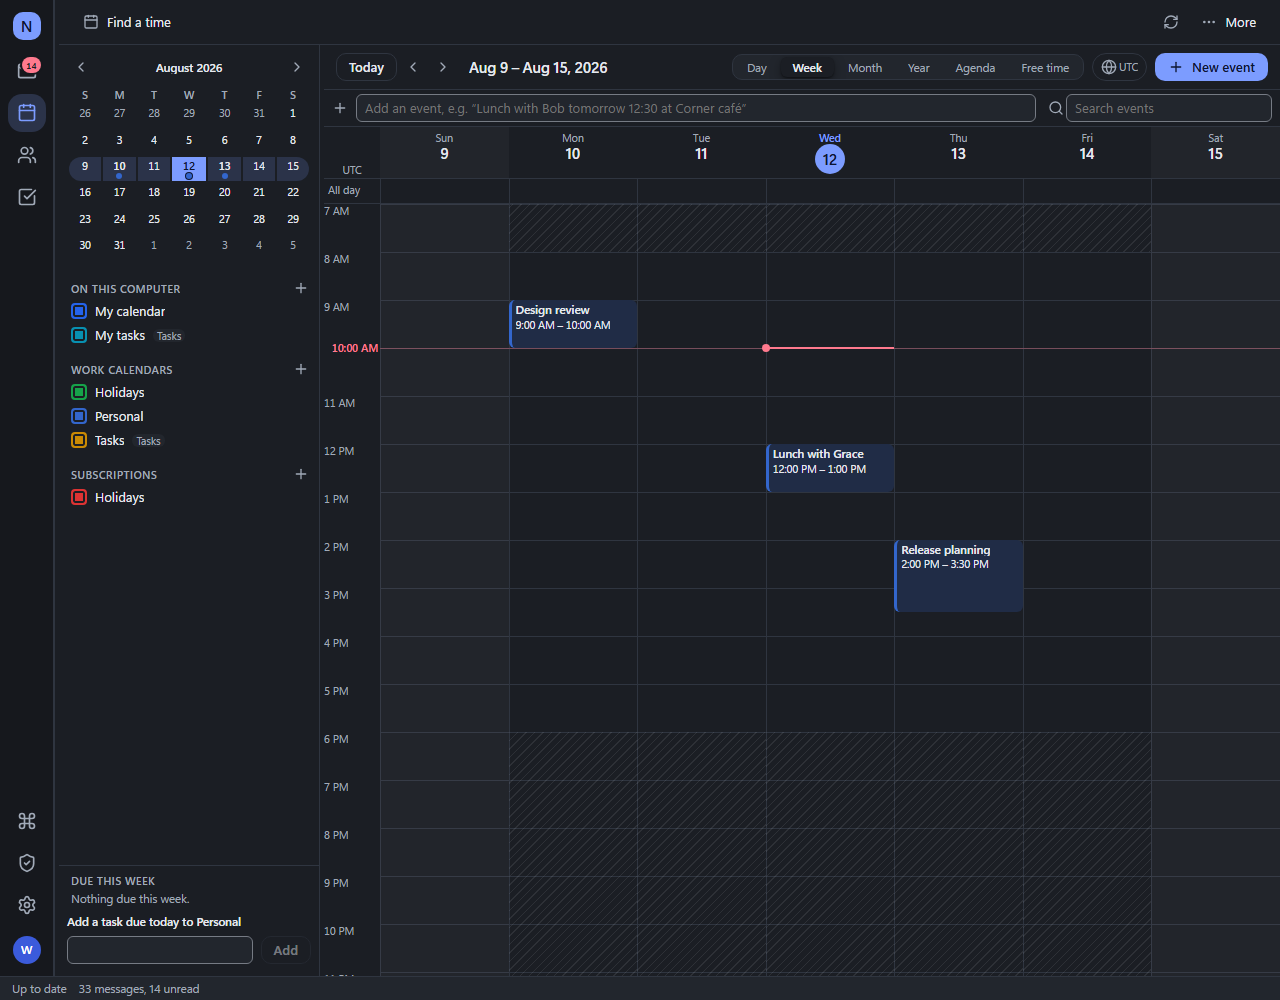 N
Find a time
More
14
August 2026
S M T W T F S
26 27 28 29 30 31 1
2 3 4 5 6 7 8
9 10 11 12 13 14 15
16 17 18 19 20 21 22
23 24 25 26 27 28 29
30 31 1 2 3 4 5
ON THIS COMPUTER
My calendar
My tasks Tasks
WORK CALENDARS
Holidays
Personal
Tasks Tasks
SUBSCRIPTIONS
Holidays
DUE THIS WEEK
Nothing due this week.
Add a task due today to Personal
Add
W
Today
Aug 9 – Aug 15, 2026
Day Week Month Year Agenda Free time
UTC
New event
Add an event, e.g. “Lunch with Bob tomorrow 12:30 at Corner café”
Search events
Sun Mon Tue Wed Thu Fri Sat
9 10 11 12 13 14 15
UTC
All day
7 AM
8 AM
9 AM
Design review
9:00 AM – 10:00 AM
10:00 AM
11 AM
12 PM
Lunch with Grace
12:00 PM – 1:00 PM
1 PM
2 PM
Release planning
2:00 PM – 3:30 PM
3 PM
4 PM
5 PM
6 PM
7 PM
8 PM
9 PM
10 PM
Up to date 33 messages, 14 unread